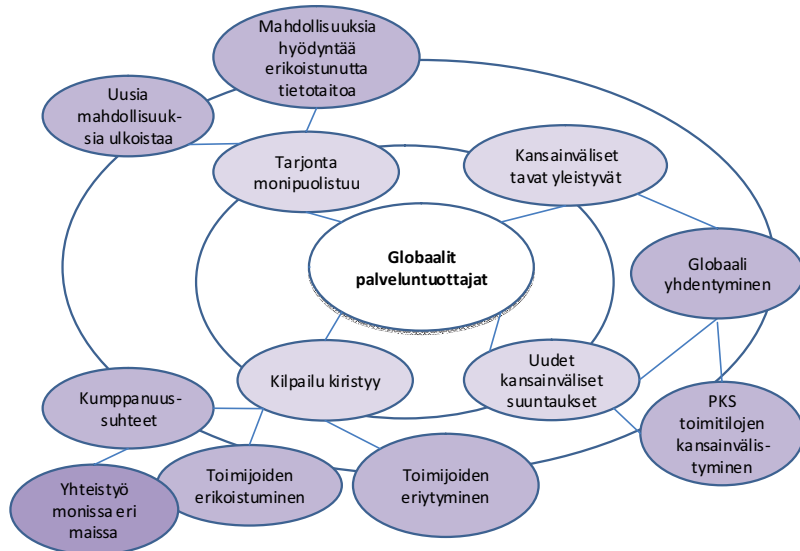 Mahdollisuuksia
hyödyntää
erikoistunutta
tietotaitoa
Uusia
mahdollisuuk-
sia ulkoistaa
Tarjonta
monipuolistuu
Kansainväliset
tavat yleistyvät
Globaalit
palveluntuottajat
Globaali
yhdentyminen
Kilpailu kiristyy
Uudet
kansainväliset
suuntaukset
Kumppanuus-
suhteet
PKS
toimitilojen
kansainvälis-
tyminen
Toimijoiden
erikoistuminen
Toimijoiden
eriytyminen
Yhteistyö
monissa eri
maissa